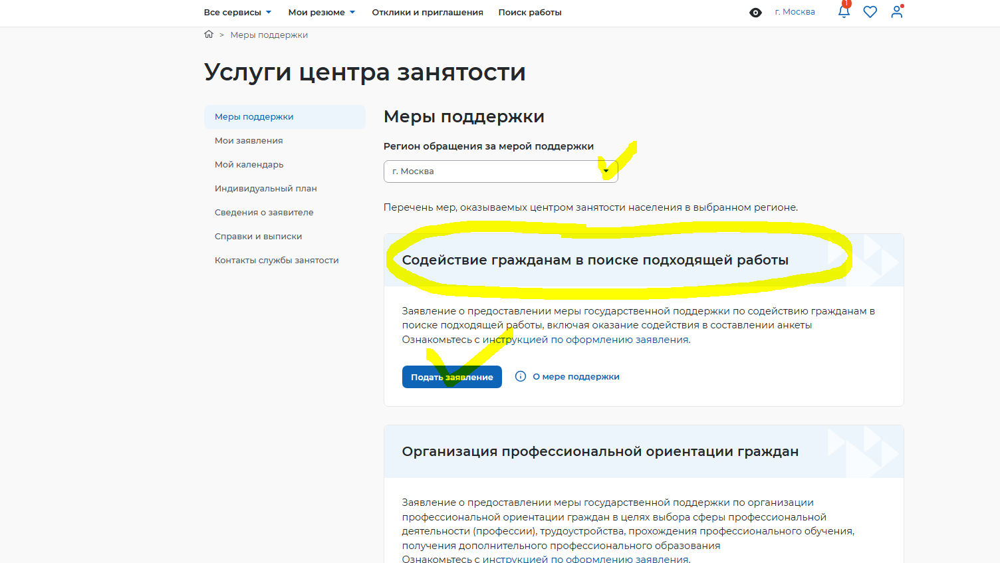 Все сервисы Мои резюме Отклики и приглашения Поиск работы г. Москва 1
> Меры поддержки
Услуги центра занятости
Меры поддержки
Мои заявления
Мой календарь
Индивидуальный план
Сведения о заявителе
Справки и выписки
Контакты службы занятости
Меры поддержки
Регион обращения за мерой поддержки
г. Москва
Перечень мер, оказываемых центром занятости населения в выбранном регионе.
Содействие гражданам в поиске подходящей работы
Заявление о предоставлении меры государственной поддержки по содействию гражданам в
поиске подходящей работы, включая оказание содействия в составлении анкеты
Ознакомьтесь с инструкцией по оформлению заявления.
Подать заявление О мере поддержки
Организация профессиональной ориентации граждан
Заявление о предоставлении меры государственной поддержки по организации
профессиональной ориентации граждан в целях выбора сферы профессиональной
деятельности (профессии), трудоустройства, прохождения профессионального обучения,
получения дополнительного профессионального образования
Ознакомьтесь с инструкцией по оформлению заявления.